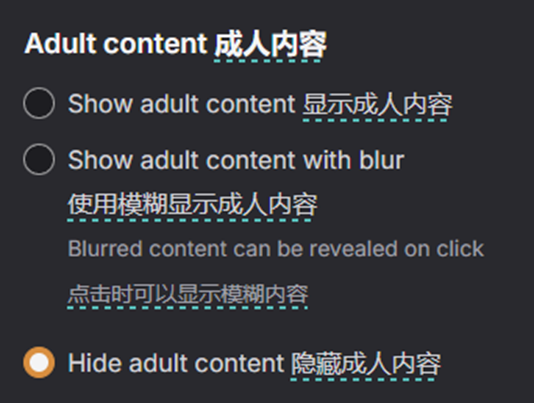 Adult content 成人内容
Show adult content 显示成人内容
Show adult content with blur
使用模糊显示成人内容
Blurred content can be revealed on click
点击时可以显示模糊内容
Hide adult content 隐藏成人内容